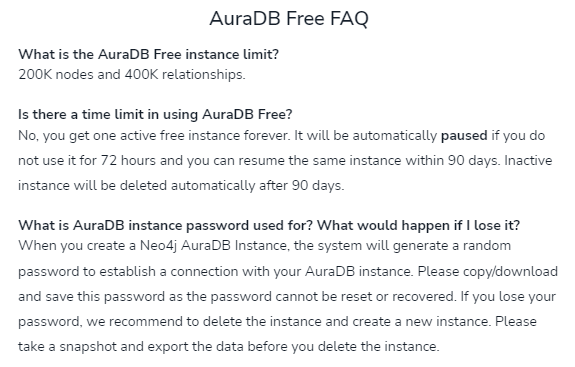 AuraDB Free FAQ
What is the AuraDB Free instance limit?
200K nodes and 400K relationships.
Is there a time limit in using AuraDB Free?
No, you get one active free instance forever. It will be automatically paused if you do
not use it for 72 hours and you can resume the same instance within 90 days. Inactive
instance will be deleted automatically after 90 days.
What is AuraDB instance password used for? What would happen if I lose it?
When you create a Neo4j AuraDB Instance, the system will generate a random
password to establish a connection with your AuraDB instance. Please copy/download
and save this password as the password cannot be reset or recovered. If you lose your
password, we recommend to delete the instance and create a new instance. Please
take a snapshot and export the data before you delete the instance.